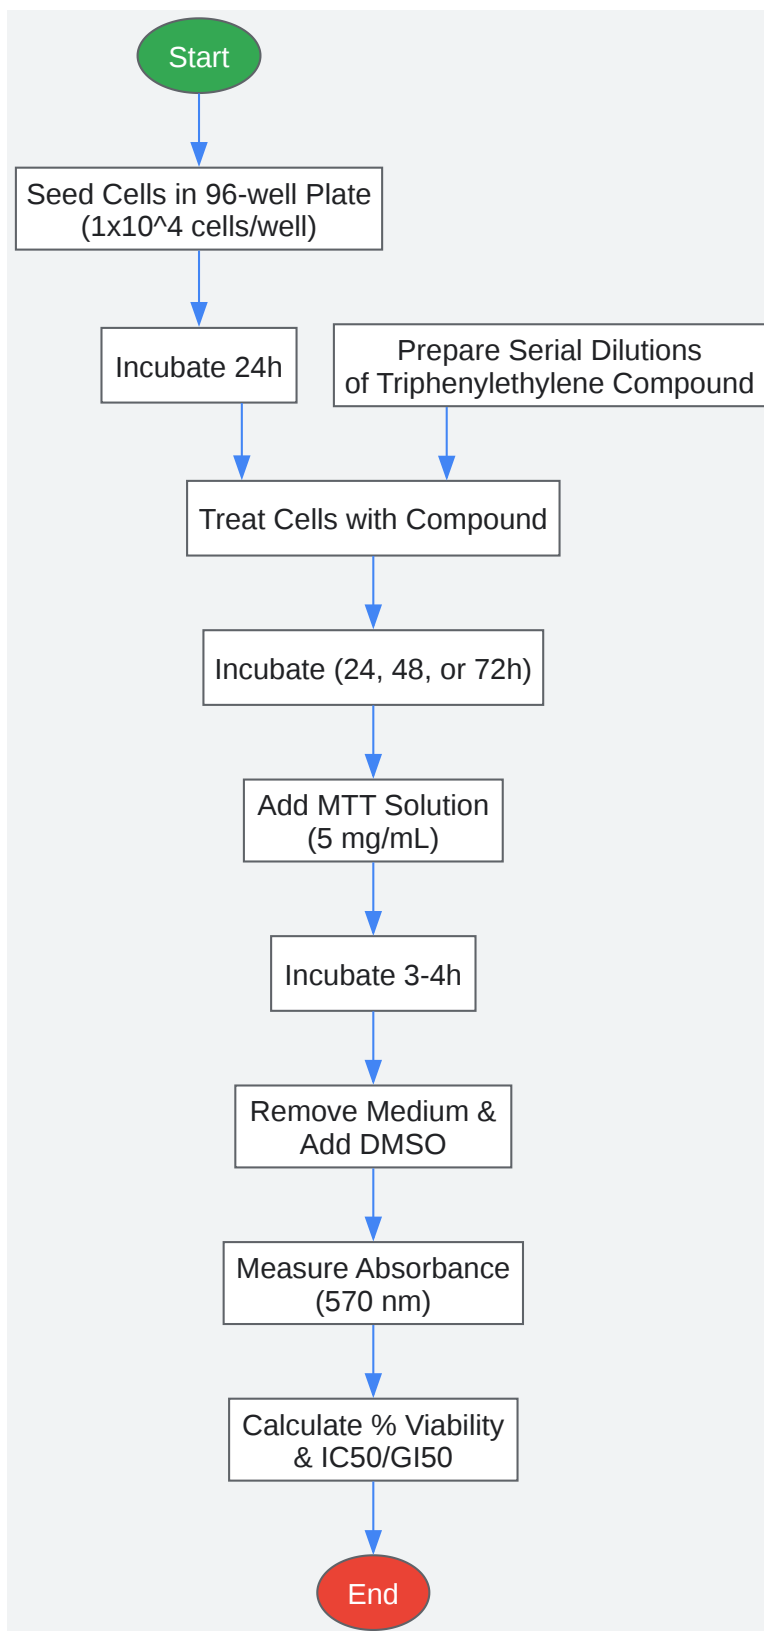 Start
Seed Cells in 96-well Plate
(1x10^4 cells/well)
Incubate 24h
Prepare Serial Dilutions
of Triphenylethylene Compound
Treat Cells with Compound
Incubate (24, 48, or 72h)
Add MTT Solution
(5 mg/mL)
Incubate 3-4h
Remove Medium &
Add DMSO
Measure Absorbance
(570 nm)
Calculate % Viability
& IC50/GI50
End